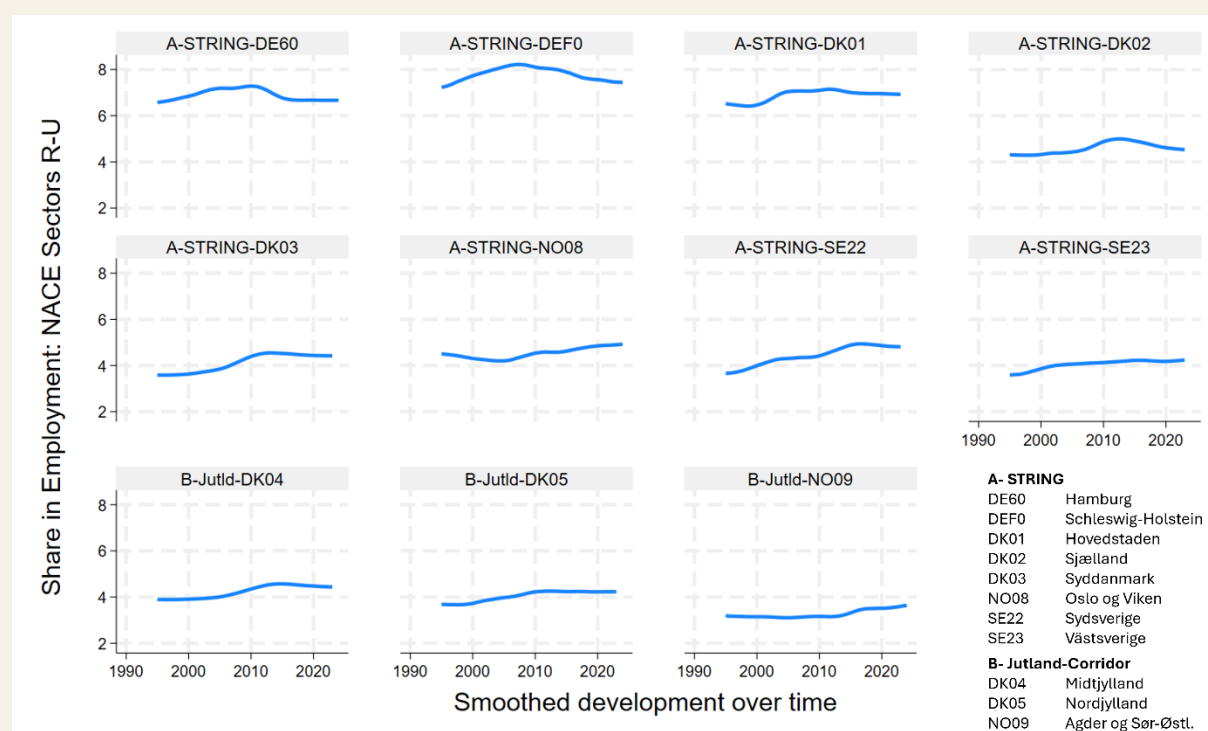 Share in Employment: NACE Sectors R-U
A-STRING-DE60
A-STRING-DEF0
A-STRING-DK01
A-STRING-DK02
8
6
4
2
A-STRING-DK03
A-STRING-NO08
A-STRING-SE22
A-STRING-SE23
8
6
4
2
1990
2000
2010
2020
B-Jutld-DK04
B-Jutld-DK05
B-Jutld-NO09
8
6
4
2
1990
2000
2010
2020
1990
2000
2010
2020
1990
2000
2010
2020
Smoothed development over time
A- STRING
DE60 Hamburg
DEF0 Schleswig-Holstein
DK01 Hovedstaden
DK02 Sjælland
DK03 Syddanmark
NO08 Oslo og Viken
SE22 Sydsverige
SE23 Västsverige
B- Jutland-Corridor
DK04 Midtjylland
DK05 Nordjylland
NO09 Agder og Sør-Østl.